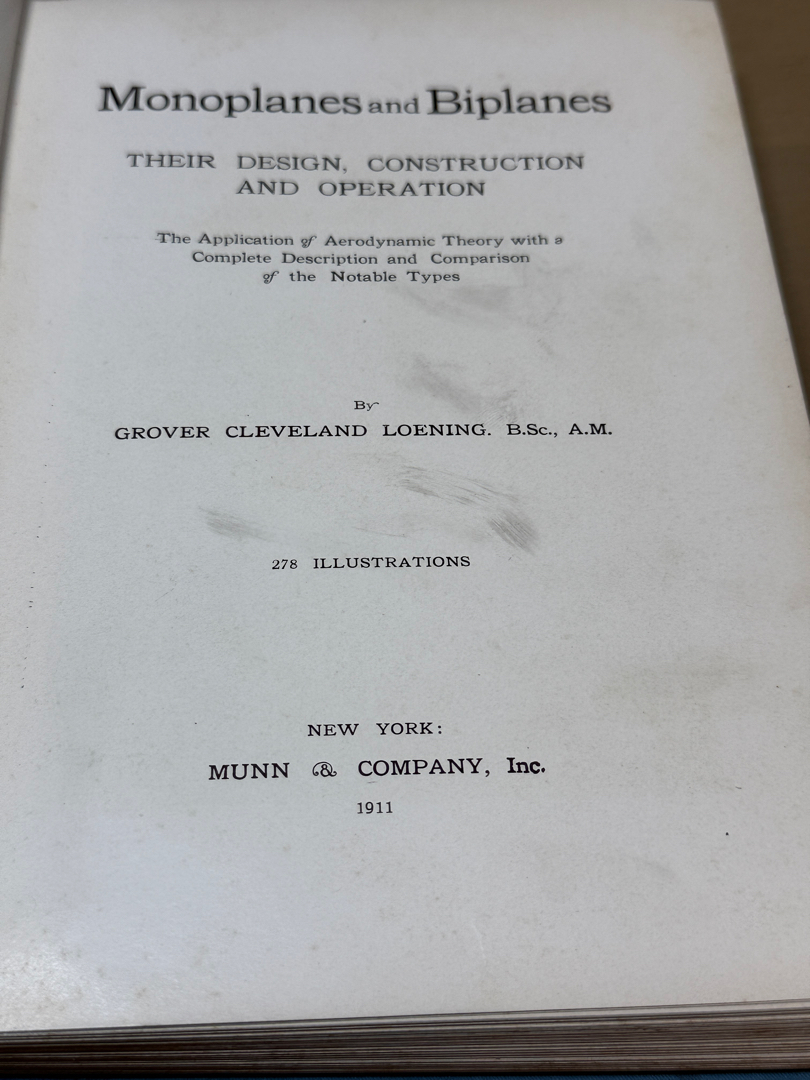 Monoplanes and Biplanes
THEIR DESIGN, CONSTRUCTION
AND OPERATION
The Application of Aerodynamic Theory with a
Complete Description and Comparison
of the Notable Types
By
GROVER CLEVELAND LOENING. B.Sc., A.M.
278 ILLUSTRATIONS
NEW YORK:
MUNN & COMPANY, Inc.
1911